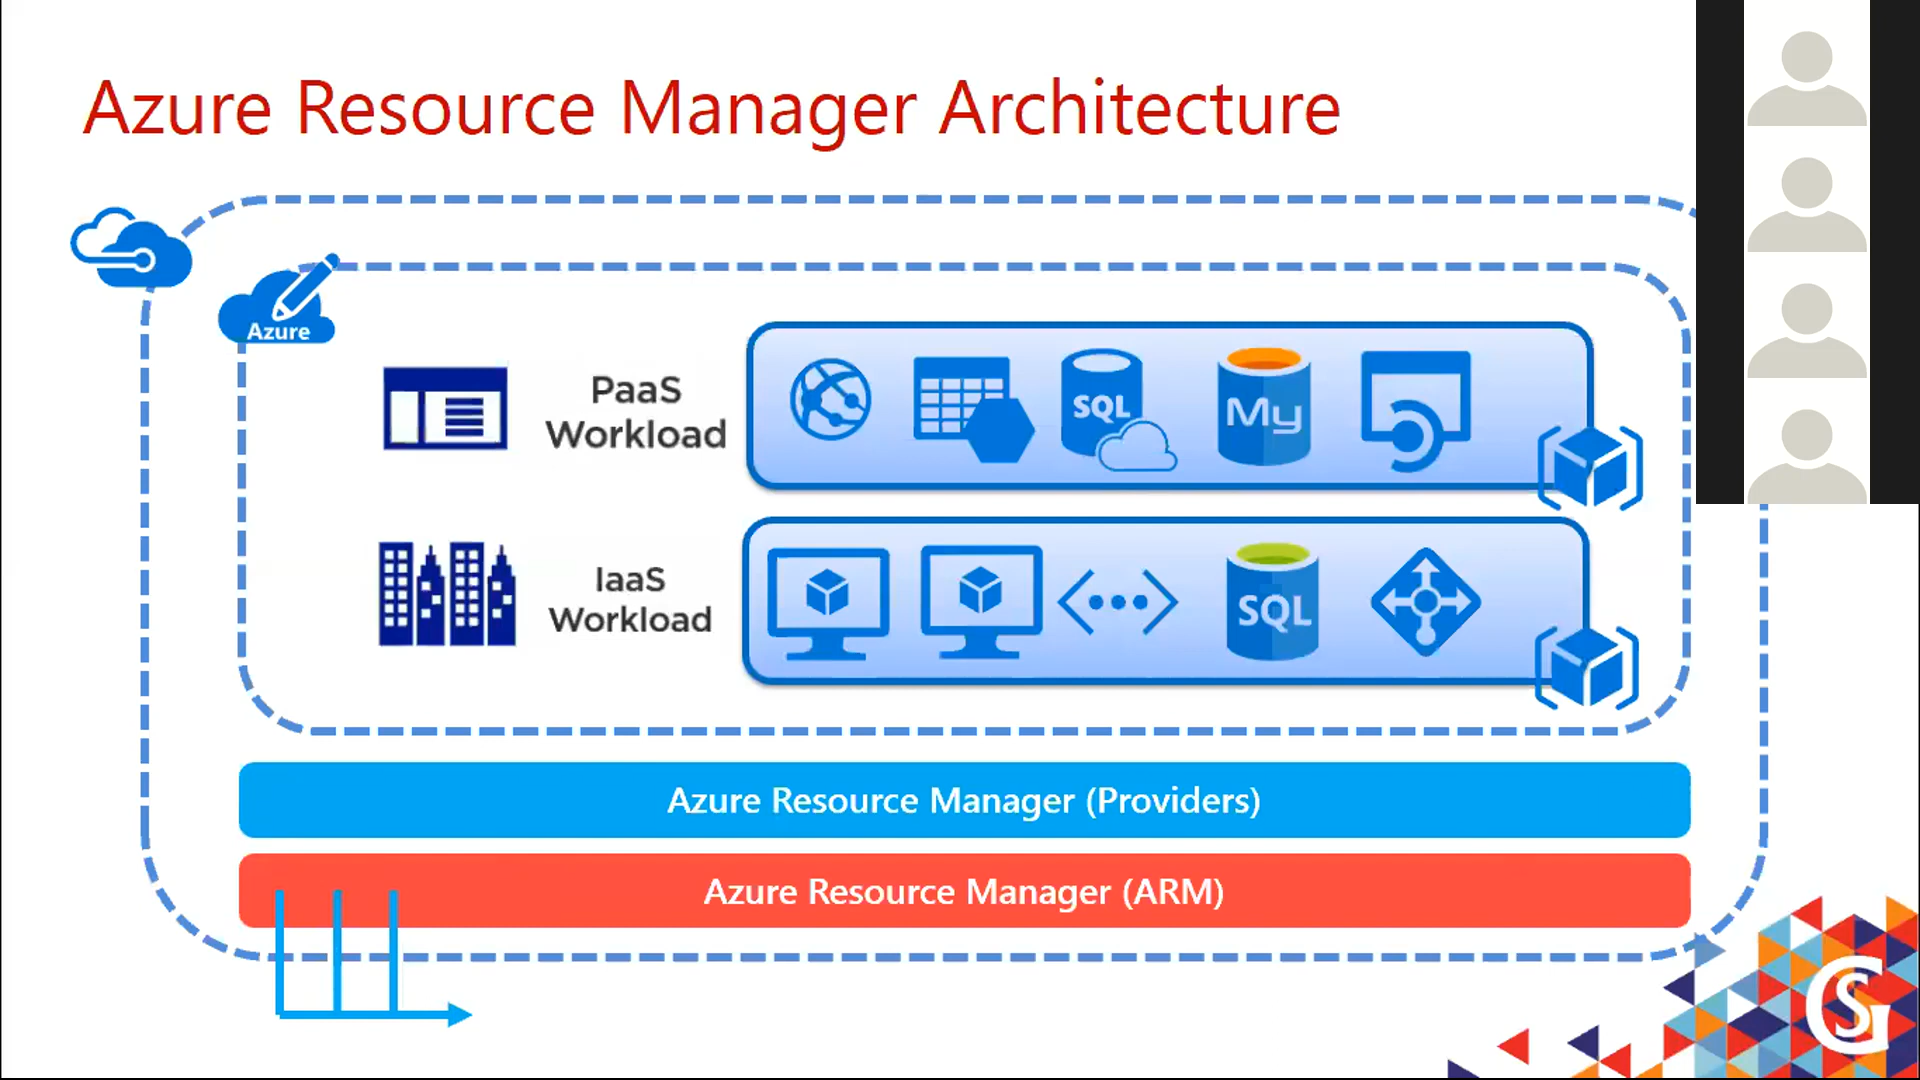 Azure Resource Manager Architecture
Azure
PaaS
Workload
SQL
My
IaaS
Workload
SQL
Azure Resource Manager (Providers)
Azure Resource Manager (ARM)
GS